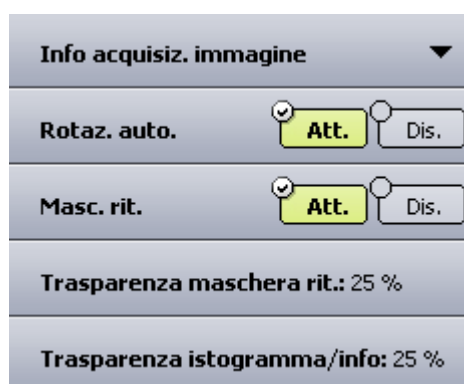 Info acquisiz. immagine
Rotaz. auto. Att. Dis.
Masc. rit. Att. Dis.
Trasparenza maschera rit.: 25 %
Trasparenza istogramma/info: 25 %